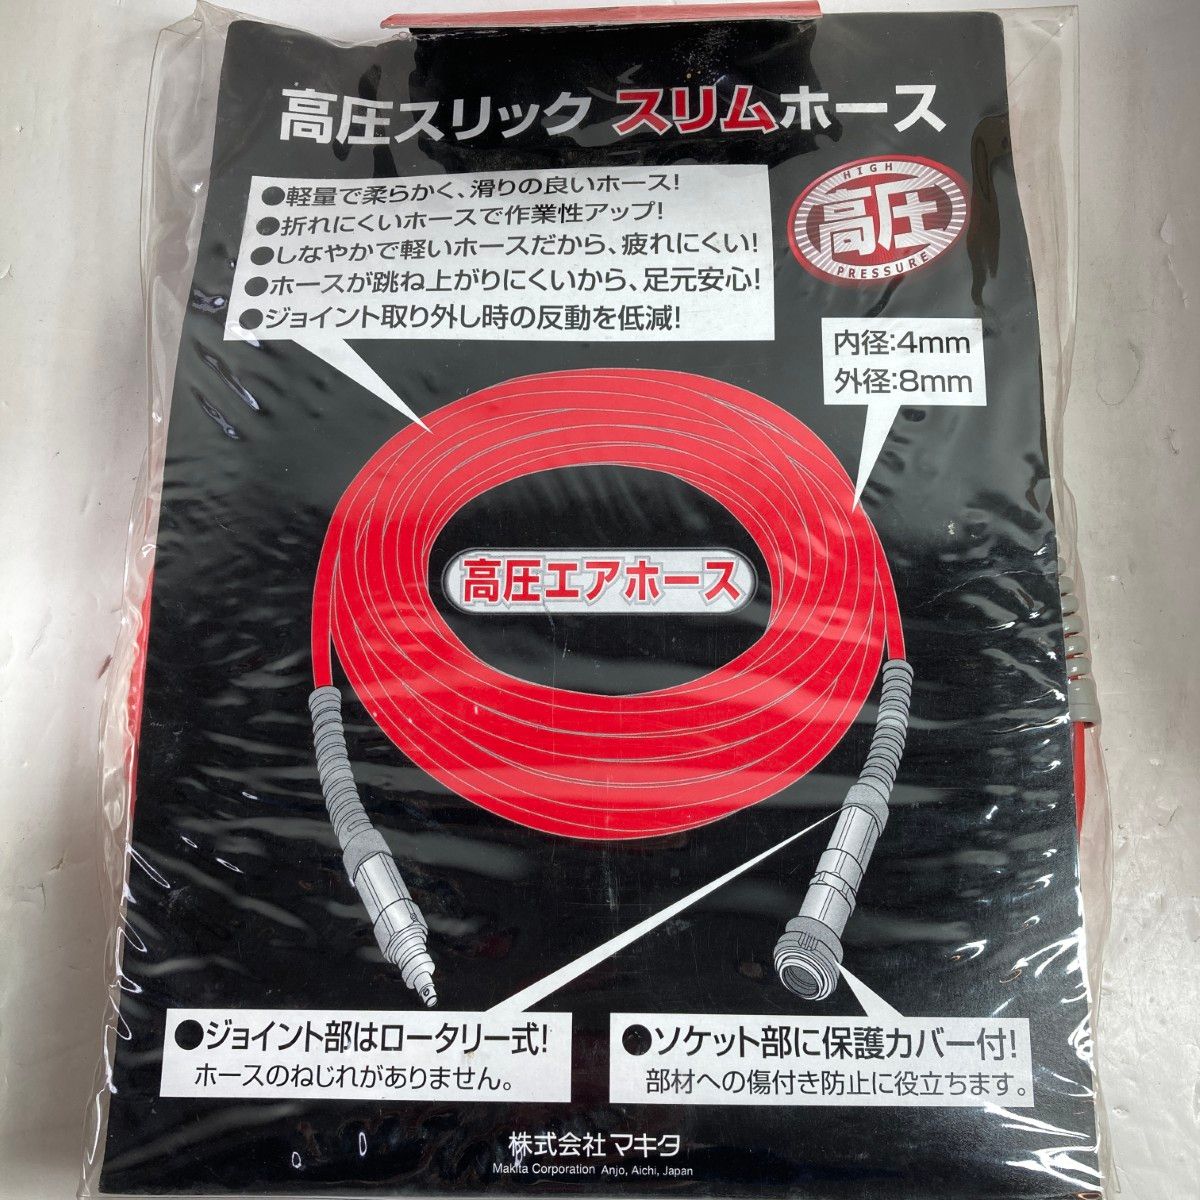 高圧スリック スリムホース
●軽量で柔らかく、滑りの良いホース!
●折れにくいホースで作業性アップ!
●しなやかで軽いホースだから、疲れにくい!
●ホースが跳ね上がりにくいから、足元安心!
●ジョイント取り外し時の反動を低減!
HIGH
高圧
PRESSURE
内径:4mm
外径:8mm
高圧エアホース
●ジョイント部はロータリー式!
ホースのねじれがありません。
●ソケット部に保護カバー付!
部材への傷付き防止に役立ちます。
株式会社 マキタ
Makita Corporation Anjo, Aichi, Japan